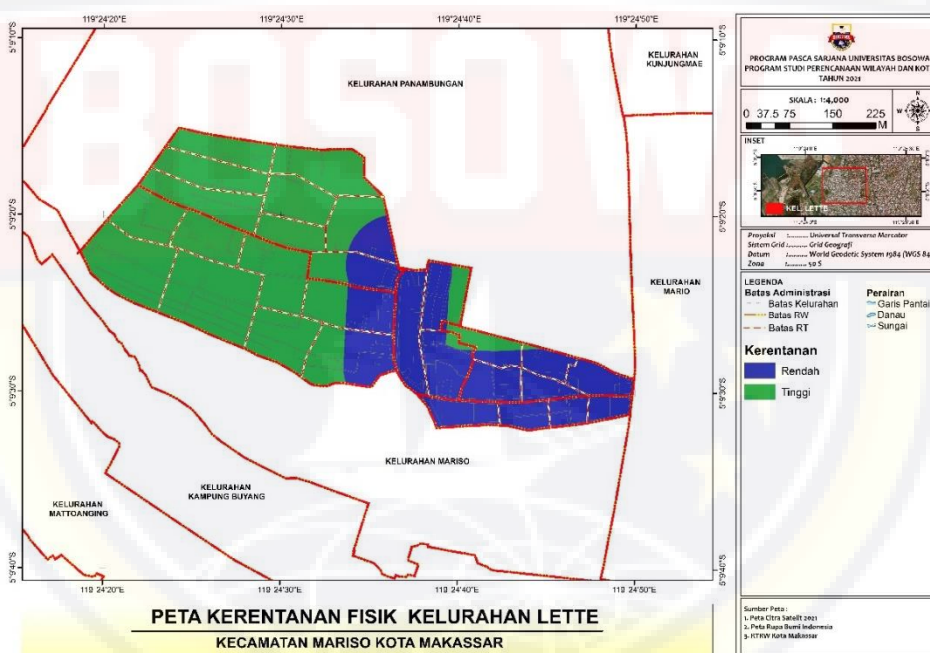 BOSOWA
119°24'20"E
119°24'30"E
119°24'40"E
119°24'50"E
5°9'10"S
5°9'10"S
KELURAHAN
KUNJUNGMAE
KELURAHAN PANAMBUNGAN
5°9'20"S
5°9'20"S
KELURAHAN
MARIO
5°9'30"S
5°9'30"S
KELURAHAN MARISO
KELURAHAN
KAMPUNG BUYANG
KELURAHAN
MATTOANGING
5°9'40"S
5°9'40"S
119 24'20"E
119 24'30"E
119 24'40"E
119 24'50"E
PETA KERENTANAN FISIK KELURAHAN LETTE
KECAMATAN MARISO KOTA MAKASSAR
PROGRAM PASCA SARJANA UNIVERSITAS BOSOWA
PROGRAM STUDI PERENCANAAN WILAYAH DAN KOT
TAHUN 2021
SKALA : 1:4,000
N
W
S
0 37.5 75 150 225
M
INSET
KEL. LETTE
Proyeksi :.......... Universal Transverse Mercator
Sistem Grid :.......... Grid Geografi
Datum :.......... World Geodetic System 1984 (WGS 84
Zona :.......... 50 S
LEGENDA
Batas Administrasi
Batas Kelurahan
Batas RW
Batas RT
Perairan
Garis Pantai
Danau
Sungai
Kerentanan
Rendah
Tinggi
Sumber Peta :
1. Peta Citra Satelit 2021
2. Peta Rupa Bumi Indonesia
3. RTRW Kota Makassar